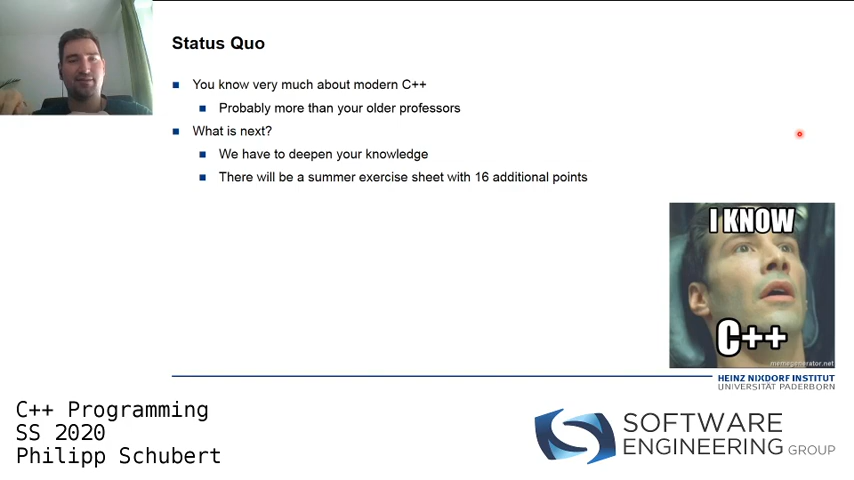 Status Quo
You know very much about modern C++
Probably more than your older professors
What is next?
We have to deepen your knowledge
There will be a summer exercise sheet with 16 additional points
I KNOW
C++
memegenerator.net
HEINZ NIXDORF INSTITUT
UNIVERSITÄT PADERBORN
C++ Programming
SS 2020
Philipp Schubert
SOFTWARE
ENGINEERING GROUP